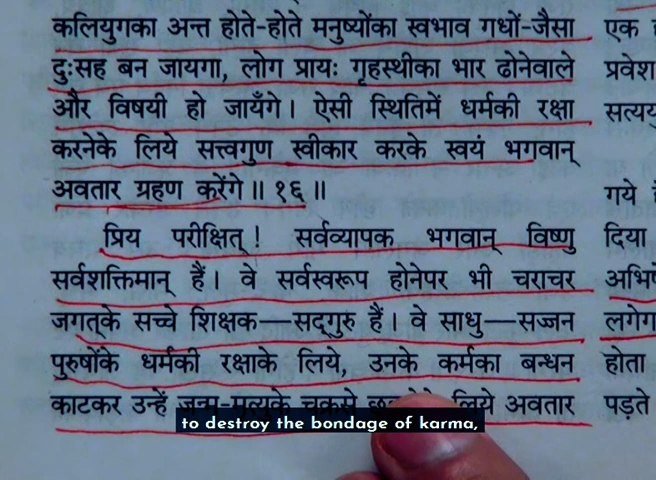 कलियुगका अन्त होते-होते मनुष्योंका स्वभाव गधों-जैसा
दुःसह बन जायगा, लोग प्रायः गृहस्थीका भार ढोनेवाले
और विषयी हो जायँगे। ऐसी स्थितिमें धर्मकी रक्षा
करनेके लिये सत्त्वगुण स्वीकार करके स्वयं भगवान्
अवतार ग्रहण करेंगे॥ १६॥
प्रिय परीक्षित्! सर्वव्यापक भगवान् विष्णु
सर्वशक्तिमान् हैं। वे सर्वस्वरूप होनेपर भी चराचर
जगत्‌के सच्चे शिक्षक—सद्‌गुरु हैं। वे साधु—सज्जन
पुरुषोंके धर्मकी रक्षाके लिये, उनके कर्मका बन्धन
काटकर उन्हें जन्म-मृत्युके चक्रसे लिये अवतार
to destroy the bondage of karma,
एक
प्रवेश
सत्यय
गये
दिया
अभिषे
लगेग
होता
पड़ते